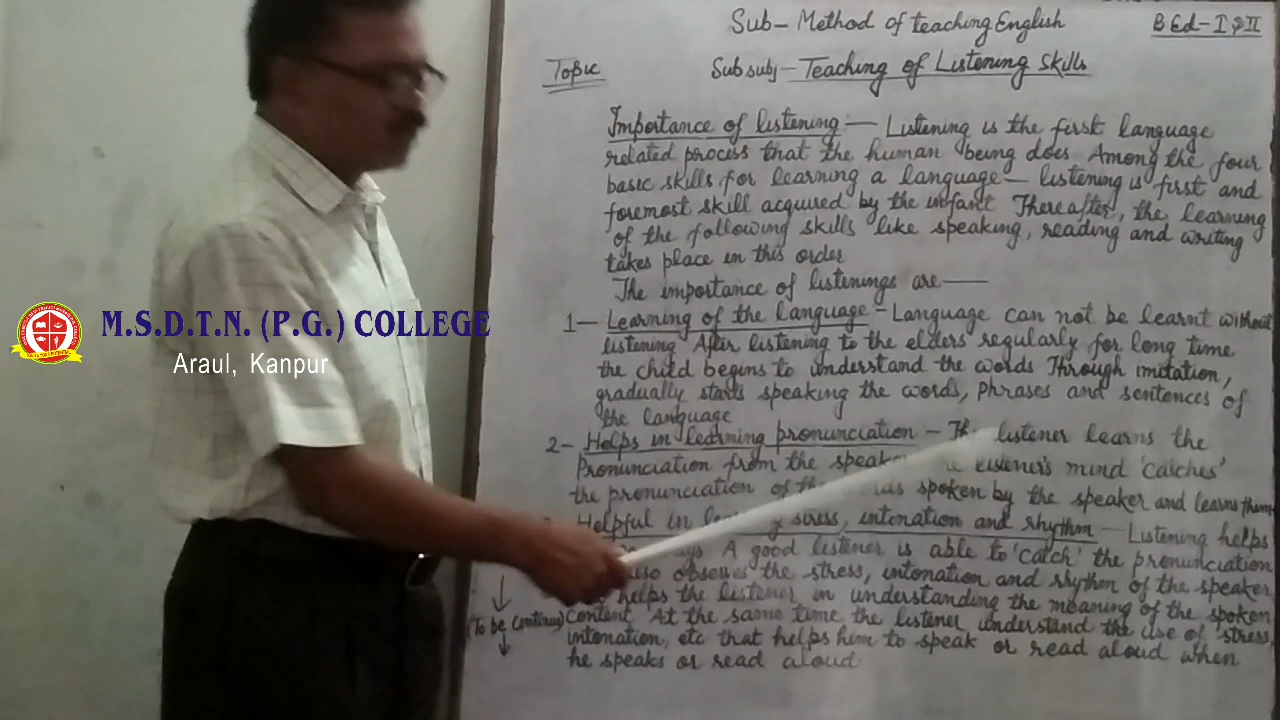 Sub- Method of teaching English
B Ed- I & II
Topic
Sub subj - Teaching of Listening Skills
Importance of listening :- Listening is the first language
related process that the human being does Among the four
basic skills for learning a language - listening is first and
foremost skill acquired by the infant Thereafter, the learning
of the following skills like speaking, reading and writing
takes place in this order
The importance of listenings are -
1- Learning of the language - Language can not be learnt without
listening After listening to the elders regularly for long time
the child begins to understand the words Through imitation,
gradually starts speaking the words, phrases and sentences of
the language
2- Helps in learning pronunciation - listener learns the
Pronunciation from the listener's mind 'catches'
the pronunciation of the spoken by the speaker and learns them
Helpful in stress, intonation and rhythm - Listening helps
A good listener is able to 'catch' the pronunciation
observes the stress, intonation and rhythm of the speaker
helps the listener in understanding the meaning of the spoken
Content At the same time the listener understand the use of stress,
intonation, etc that helps him to speak or read aloud when
he speaks or read aloud
(To be continue)
M.S.D.T.N. (P.G.) COLLEGE
Araul, Kanpur